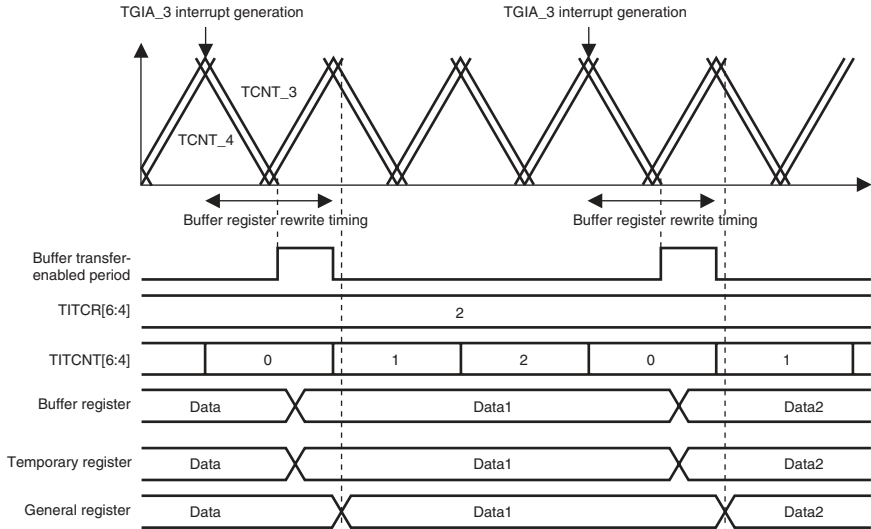 TGIA_3 interrupt generation
TGIA_3 interrupt generation
TCNT_3
TCNT_4
Buffer register rewrite timing
Buffer register rewrite timing
Buffer transfer-
enabled period
TITCR[6:4]
2
TITCNT[6:4]
0
1
2
0
1
Buffer register
Data
Data1
Data2
Temporary register
Data
Data1
Data2
General register
Data
Data1
Data2